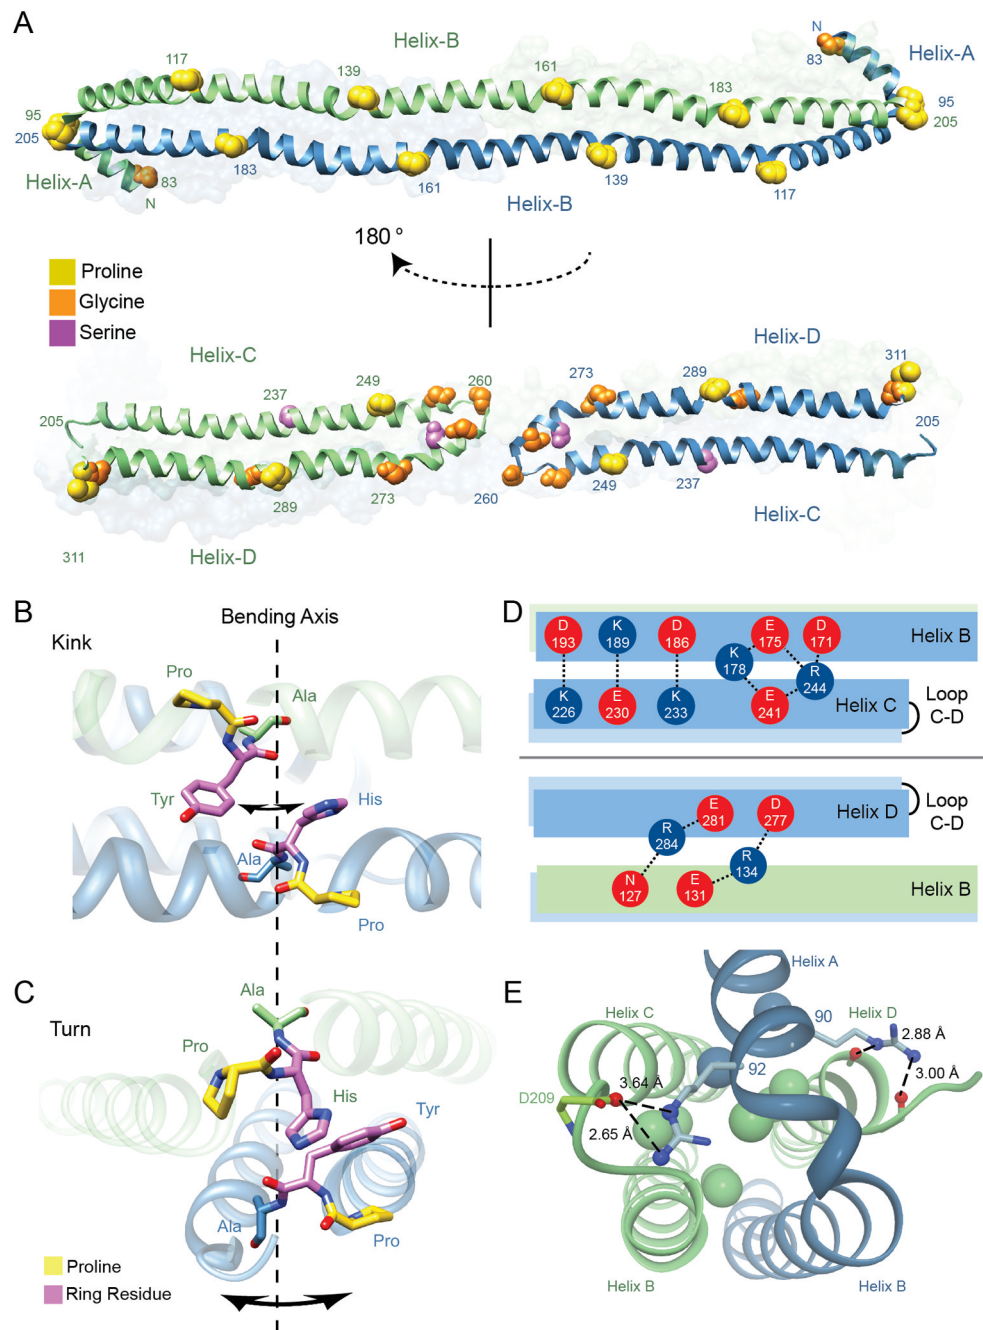 A
Helix-B
N
83
Helix-A
117
139
161
183
95
205
95
205
183
161
139
117
Helix-A
83
N
Helix-B
180 °
Proline
Glycine
Serine
Helix-C
Helix-D
237
249
260
273
289
311
205
205
289
273
260
249
237
Helix-C
Helix-D
311
B
Bending Axis
Kink
Pro
Ala
Tyr
His
Ala
Pro
C
Turn
Ala
Pro
His
Tyr
Ala
Pro
Proline
Ring Residue
D
D
193
K
189
D
186
E
175
D
171
Helix B
K
178
R
244
K
226
E
230
K
233
E
241
Helix C
Loop
C-D
E
281
D
277
Helix D
Loop
C-D
R
284
R
134
N
127
E
131
Helix B
E
Helix A
Helix C
90
Helix D
2.88 Å
3.00 Å
92
3.64 Å
D209
2.65 Å
Helix B
Helix B